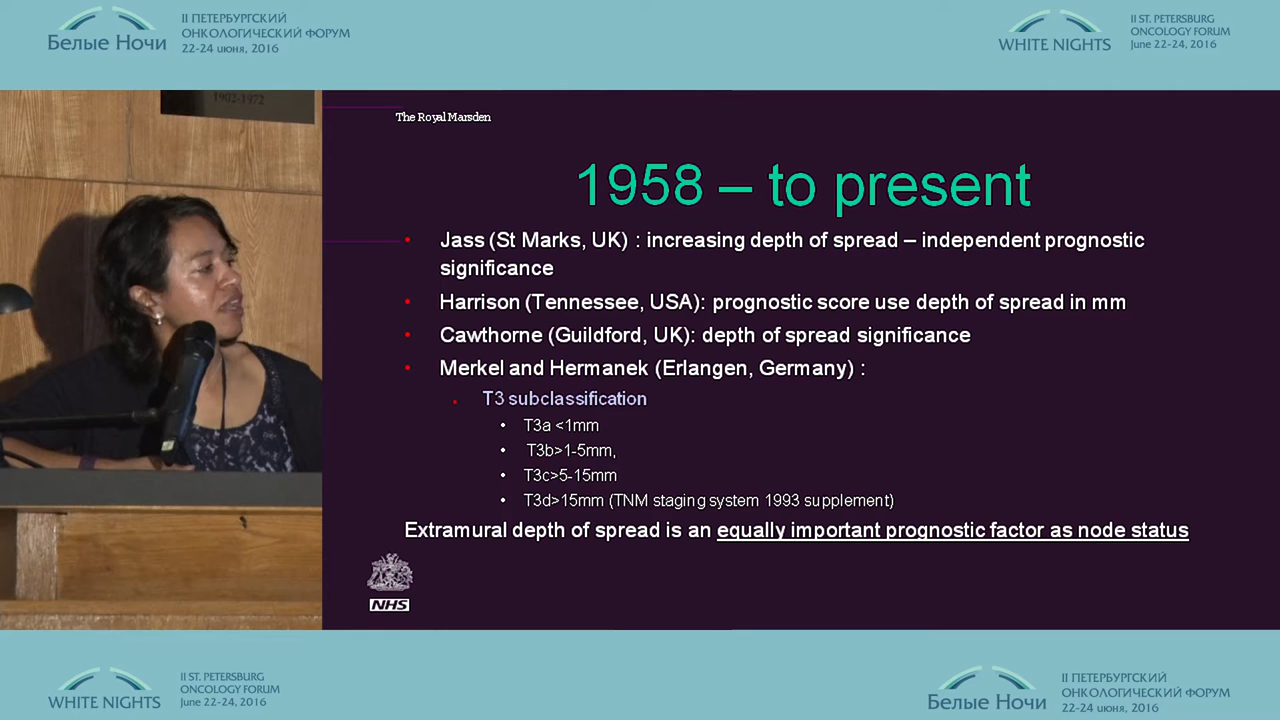 II ПЕТЕРБУРГСКИЙ
ОНКОЛОГИЧЕСКИЙ ФОРУМ
Белые Ночи
22-24 июня, 2016
II ST. PETERSBURG
ONCOLOGY FORUM
WHITE NIGHTS
June 22-24, 2016
1902-1972
The Royal Marsden
1958 – to present
• Jass (St Marks, UK) : increasing depth of spread – independent prognostic
significance
• Harrison (Tennessee, USA): prognostic score use depth of spread in mm
• Cawthorne (Guildford, UK): depth of spread significance
• Merkel and Hermanek (Erlangen, Germany) :
• T3 subclassification
• T3a <1mm
• T3b>1-5mm,
• T3c>5-15mm
• T3d>15mm (TNM staging system 1993 supplement)
Extramural depth of spread is an equally important prognostic factor as node status
NHS
II ST. PETERSBURG
ONCOLOGY FORUM
WHITE NIGHTS
June 22-24, 2016
II ПЕТЕРБУРГСКИЙ
ОНКОЛОГИЧЕСКИЙ ФОРУМ
Белые Ночи
22-24 июня, 2016